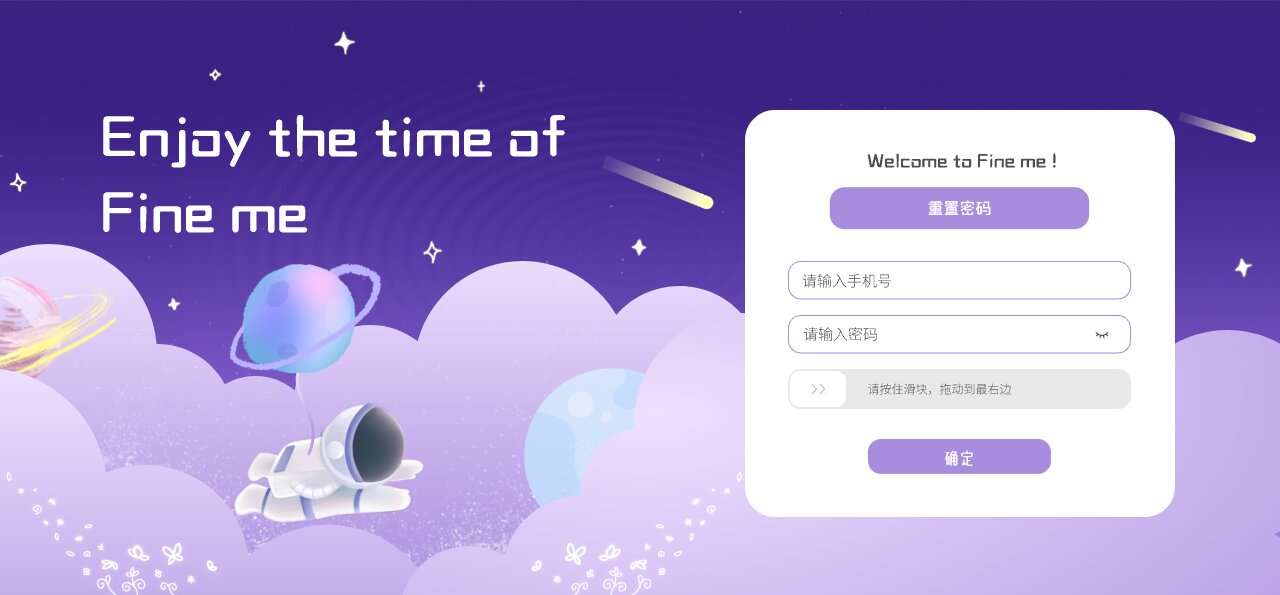 Enjoy the time of
Fine me
Welcome to Fine me !
重置密码
请输入手机号
请输入密码
>> 请按住滑块，拖动到最右边
确定